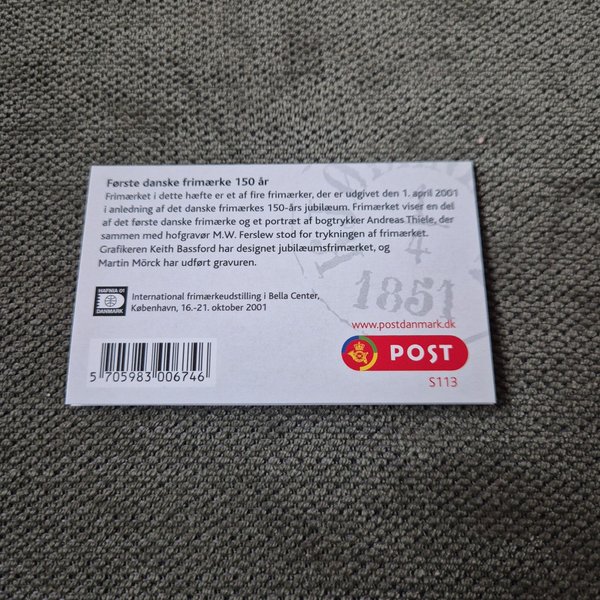 Første danske frimærke 150 år
Frimærket i dette hæfte er et af fire frimærker, der er udgivet den 1. april 2001
i anledning af det danske frimærkes 150-års jubilæum. Frimærket viser en del
af det første danske frimærke og et portræt af bogtrykker Andreas Thiele, der
sammen med hofgravør M.W. Ferslew stod for trykningen af frimærket.
Grafikeren Keith Bassford har designet jubilæumsfrimærket, og
Martin Mörck har udført gravuren.
4
1851
HAFNIA 01
DANMARK
International frimærkeudstilling i Bella Center,
København, 16.-21. oktober 2001
www.postdanmark.dk
POST
5 705983 006746
S113